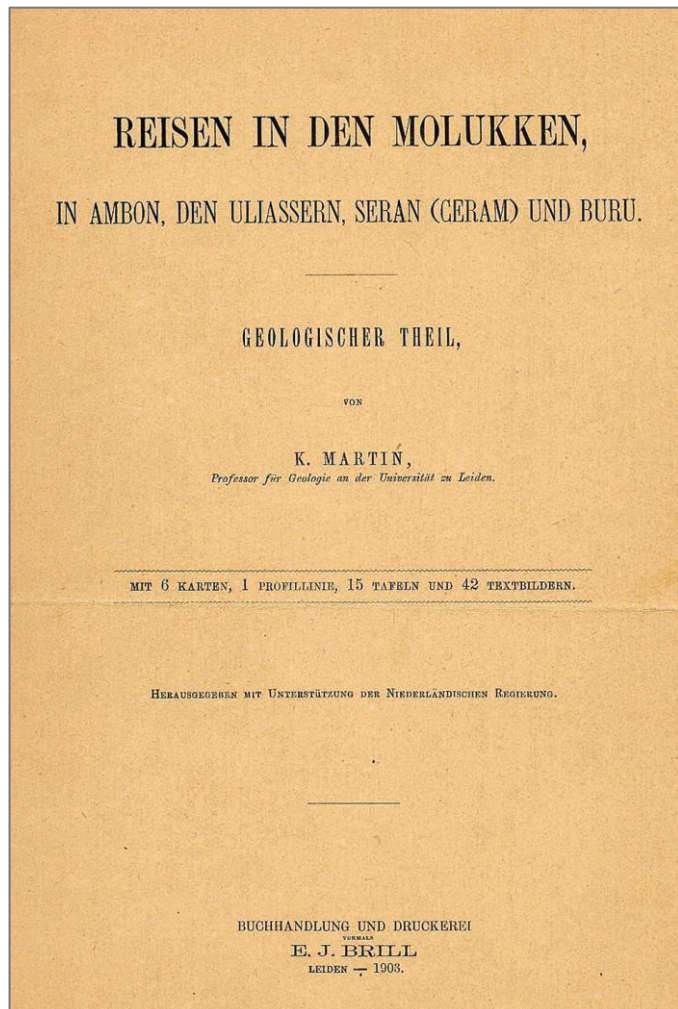 REISEN IN DEN MOLUKKEN,
IN AMBON, DEN ULIASSERN, SERAN (CERAM) UND BURU.
GEOLOGISCHER THEIL,
VON
K. MARTIN,
Professor für Geologie an der Universität zu Leiden.
MIT 6 KARTEN, 1 PROFILLINIE, 15 TAFELN UND 42 TEXTBILDERN.
HERAUSGEGEBEN MIT UNTERSTÜTZUNG DER NIEDERLÄNDISCHEN REGIERUNG.
BUCHHANDLUNG UND DRUCKEREI
VORMALS
E. J. BRILL
LEIDEN — 1903.